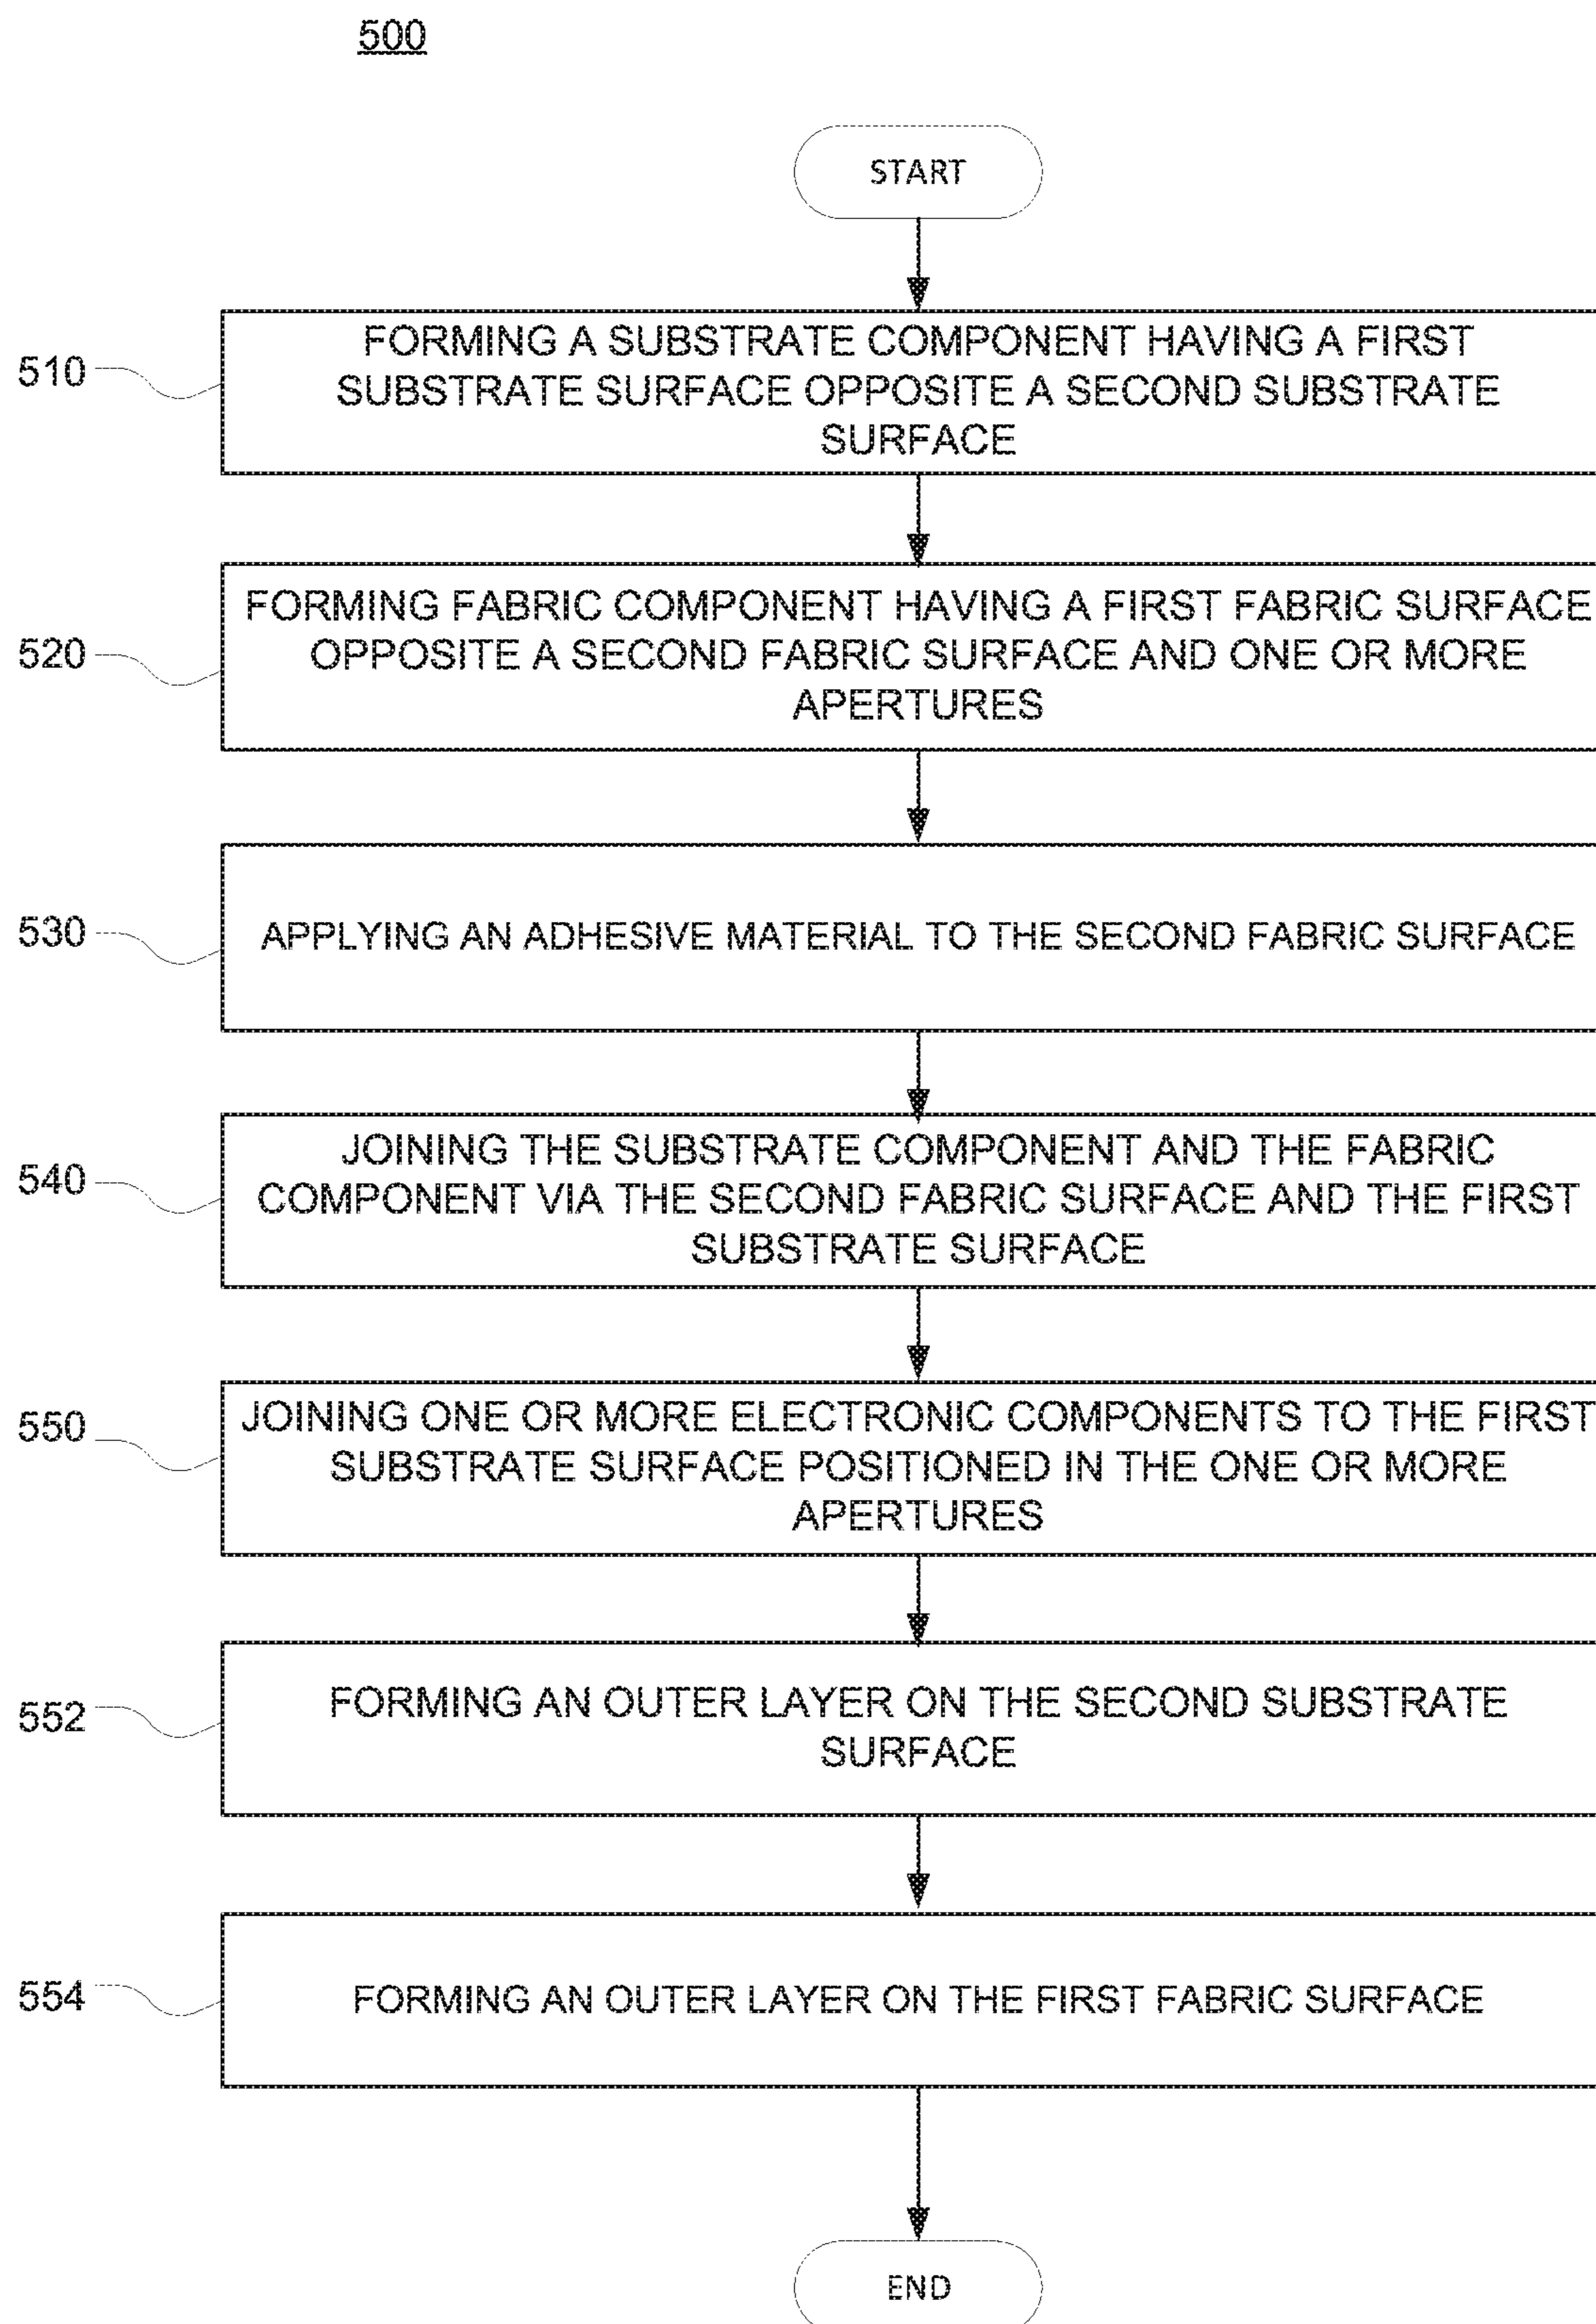 500
START
510
FORMING A SUBSTRATE COMPONENT HAVING A FIRST
SUBSTRATE SURFACE OPPOSITE A SECOND SUBSTRATE
SURFACE
520
FORMING FABRIC COMPONENT HAVING A FIRST FABRIC SURFACE
OPPOSITE A SECOND FABRIC SURFACE AND ONE OR MORE
APERTURES
530
APPLYING AN ADHESIVE MATERIAL TO THE SECOND FABRIC SURFACE
540
JOINING THE SUBSTRATE COMPONENT AND THE FABRIC
COMPONENT VIA THE SECOND FABRIC SURFACE AND THE FIRST
SUBSTRATE SURFACE
550
JOINING ONE OR MORE ELECTRONIC COMPONENTS TO THE FIRST
SUBSTRATE SURFACE POSITIONED IN THE ONE OR MORE
APERTURES
552
FORMING AN OUTER LAYER ON THE SECOND SUBSTRATE
SURFACE
554
FORMING AN OUTER LAYER ON THE FIRST FABRIC SURFACE
END